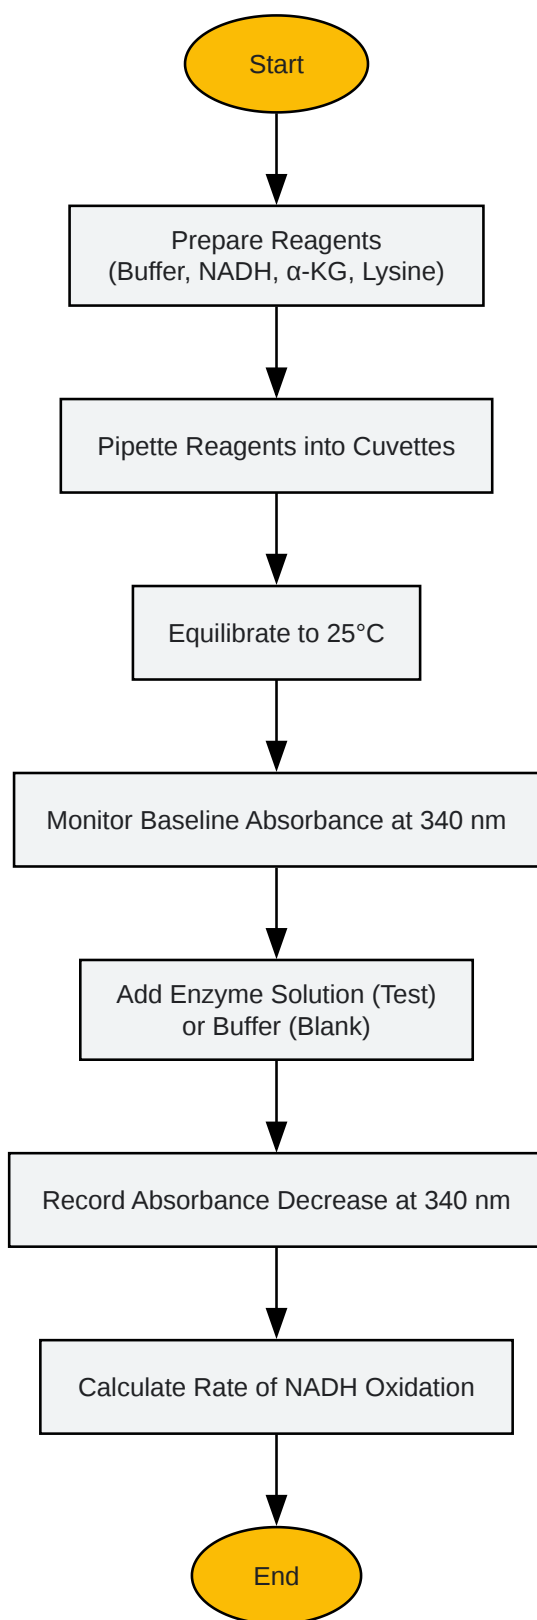 Start
Prepare Reagents
(Buffer, NADH, α-KG, Lysine)
Pipette Reagents into Cuvettes
Equilibrate to 25°C
Monitor Baseline Absorbance at 340 nm
Add Enzyme Solution (Test)
or Buffer (Blank)
Record Absorbance Decrease at 340 nm
Calculate Rate of NADH Oxidation
End